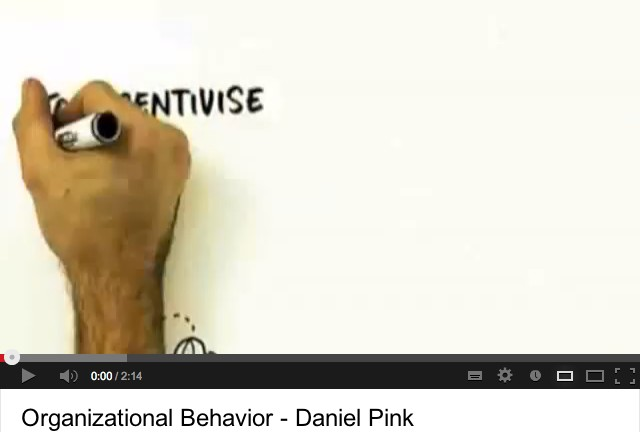 ENTIVISE
0:00 / 2:14
Organizational Behavior - Daniel Pink